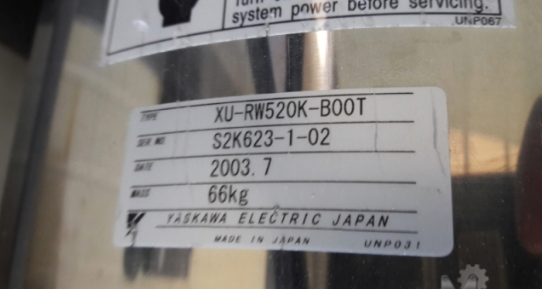 system power before servicing.
UNP067
TYPE XU-RW520K-B00T
SER NO. S2K623-1-02
DATE 2003.7
MASS 66kg
YASKAWA ELECTRIC JAPAN
MADE IN JAPAN UNP031